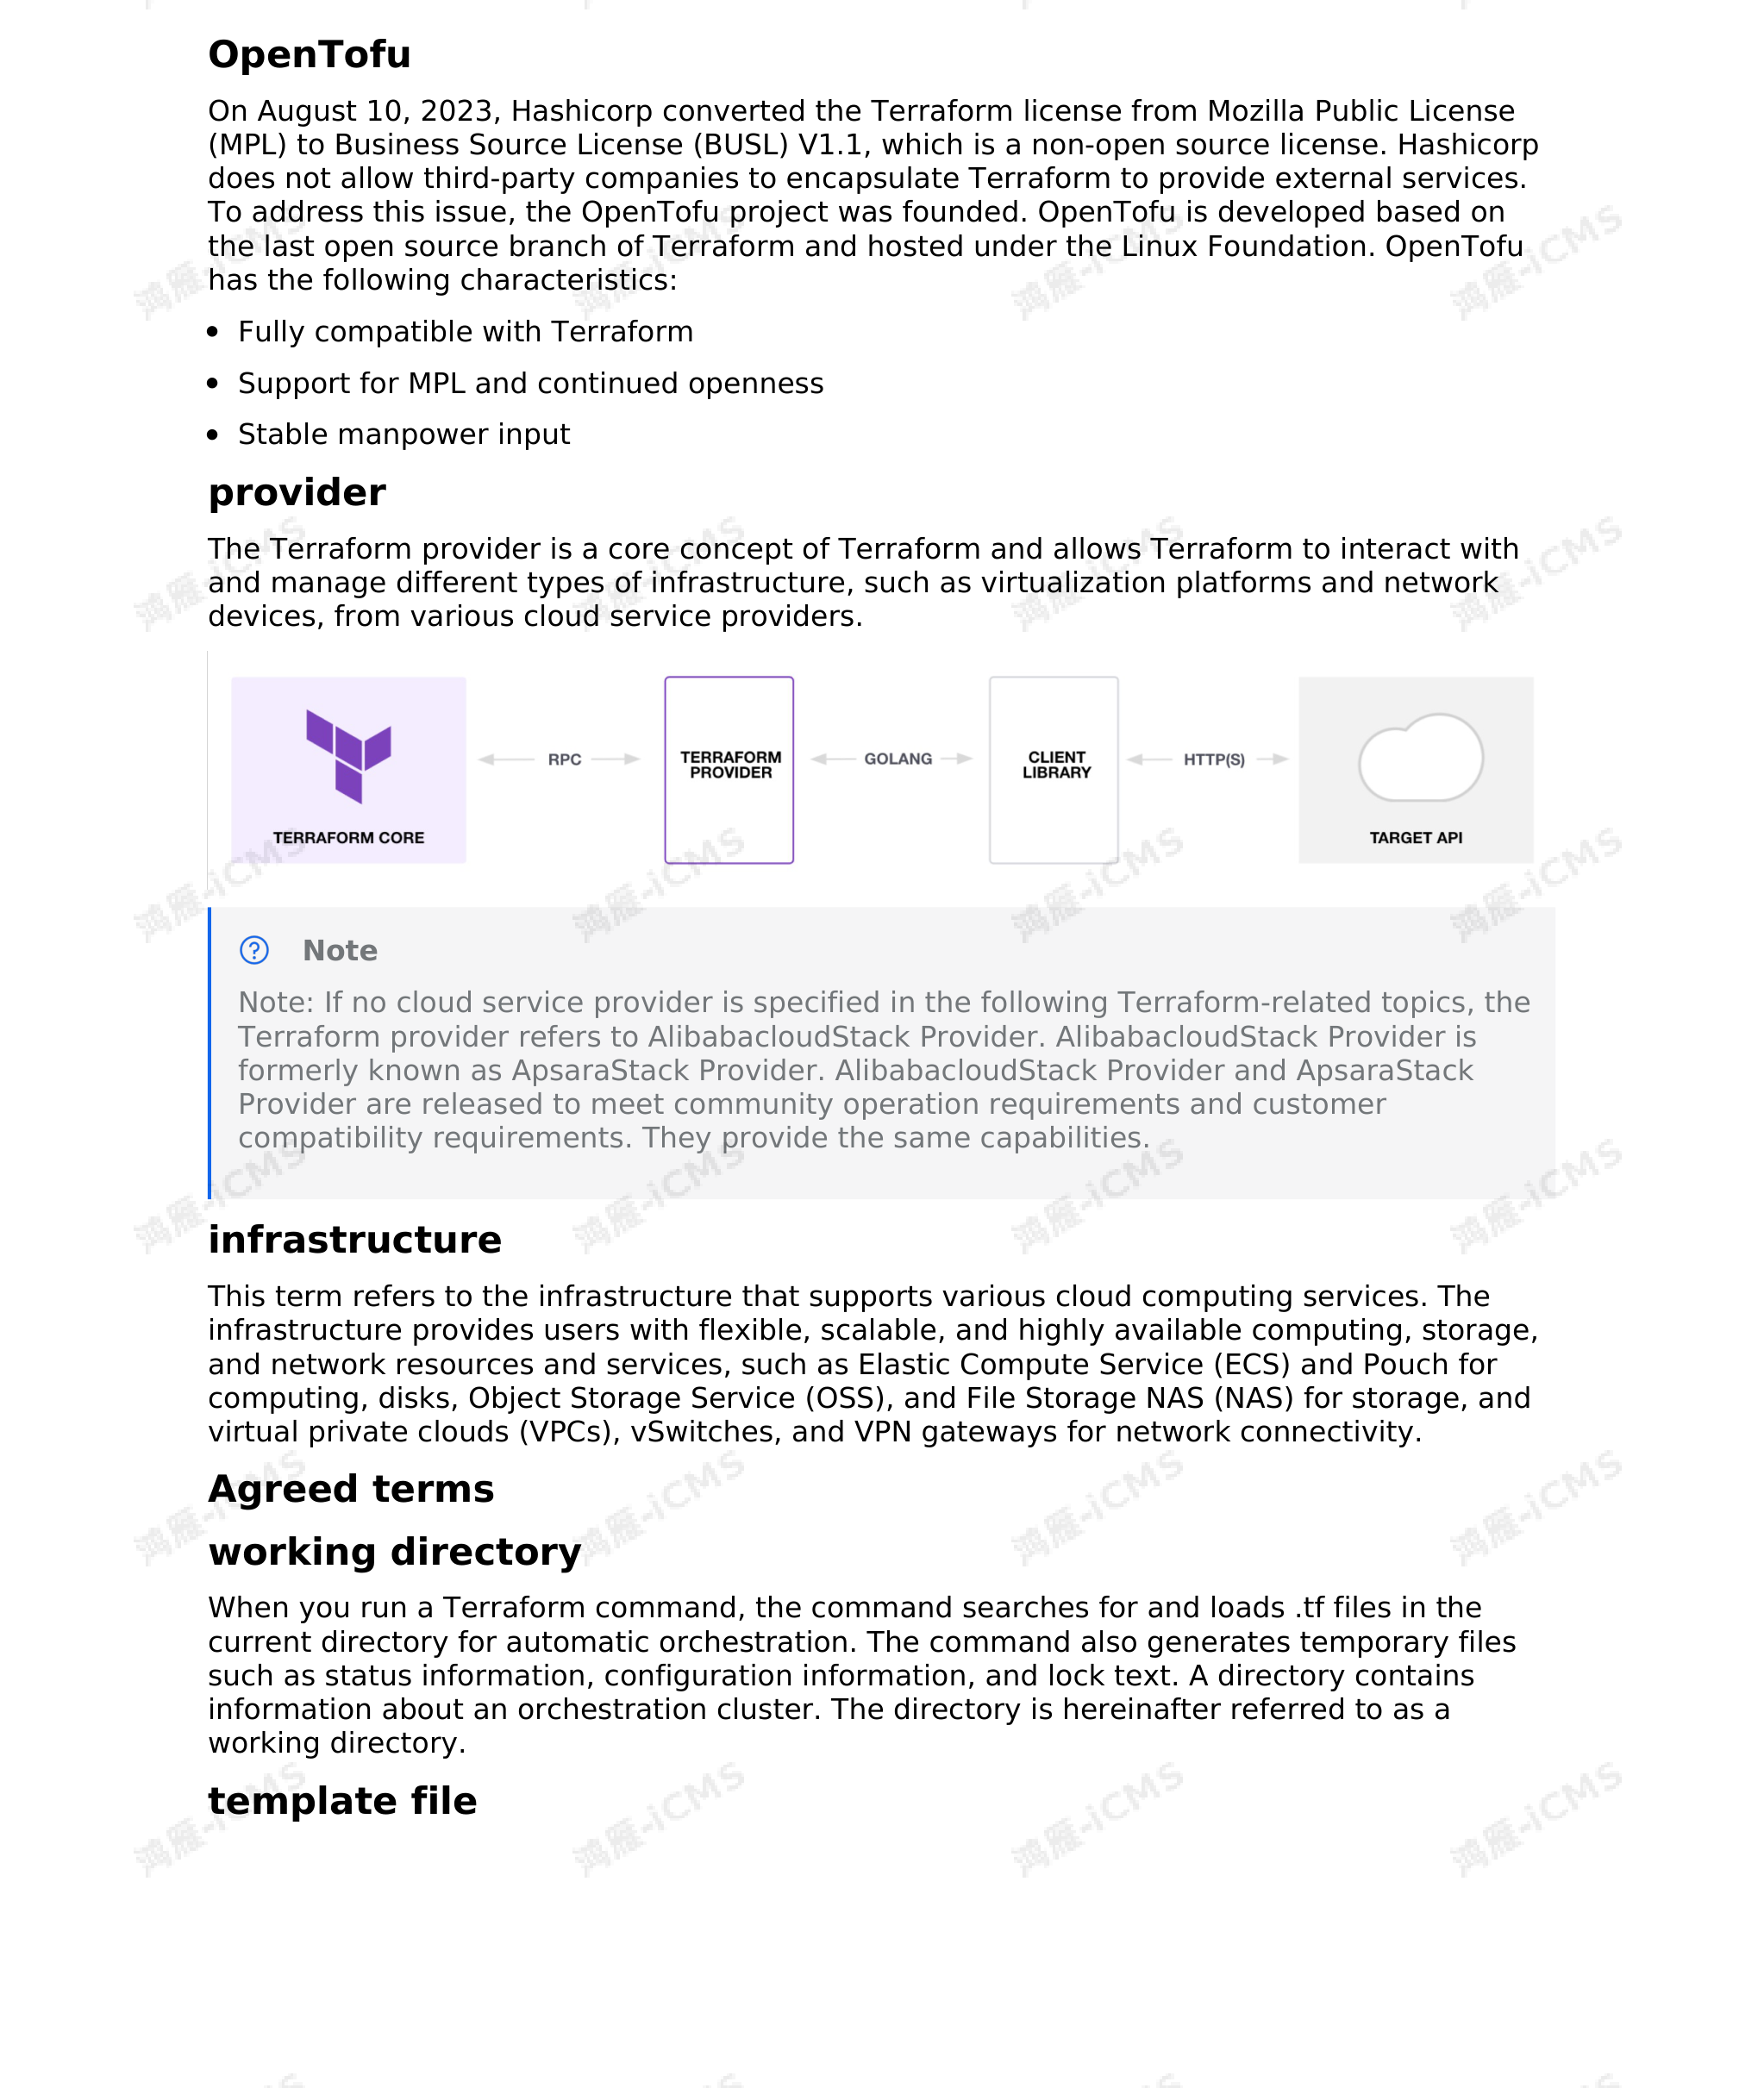 OpenTofu
On August 10, 2023, Hashicorp converted the Terraform license from Mozilla Public License
(MPL) to Business Source License (BUSL) V1.1, which is a non-open source license. Hashicorp
does not allow third-party companies to encapsulate Terraform to provide external services.
To address this issue, the OpenTofu project was founded. OpenTofu is developed based on
the last open source branch of Terraform and hosted under the Linux Foundation. OpenTofu
has the following characteristics:
Fully compatible with Terraform
Support for MPL and continued openness
Stable manpower input
provider
The Terraform provider is a core concept of Terraform and allows Terraform to interact with
and manage different types of infrastructure, such as virtualization platforms and network
devices, from various cloud service providers.
TERRAFORM CORE
RPC
TERRAFORM
PROVIDER
GOLANG
CLIENT
LIBRARY
HTTP(S)
TARGET API
Note
Note: If no cloud service provider is specified in the following Terraform-related topics, the
Terraform provider refers to AlibabacloudStack Provider. AlibabacloudStack Provider is
formerly known as ApsaraStack Provider. AlibabacloudStack Provider and ApsaraStack
Provider are released to meet community operation requirements and customer
compatibility requirements. They provide the same capabilities.
infrastructure
This term refers to the infrastructure that supports various cloud computing services. The
infrastructure provides users with flexible, scalable, and highly available computing, storage,
and network resources and services, such as Elastic Compute Service (ECS) and Pouch for
computing, disks, Object Storage Service (OSS), and File Storage NAS (NAS) for storage, and
virtual private clouds (VPCs), vSwitches, and VPN gateways for network connectivity.
Agreed terms
working directory
When you run a Terraform command, the command searches for and loads .tf files in the
current directory for automatic orchestration. The command also generates temporary files
such as status information, configuration information, and lock text. A directory contains
information about an orchestration cluster. The directory is hereinafter referred to as a
working directory.
template file
鸿雁-iCMS